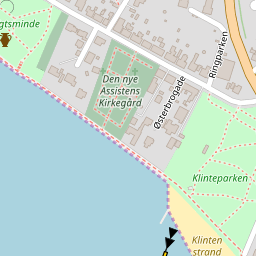 gtsminde
Den nye
Assistens
Kirkegård
Ringparken
Østerbrogade
Klinteparken
Klinten
strand